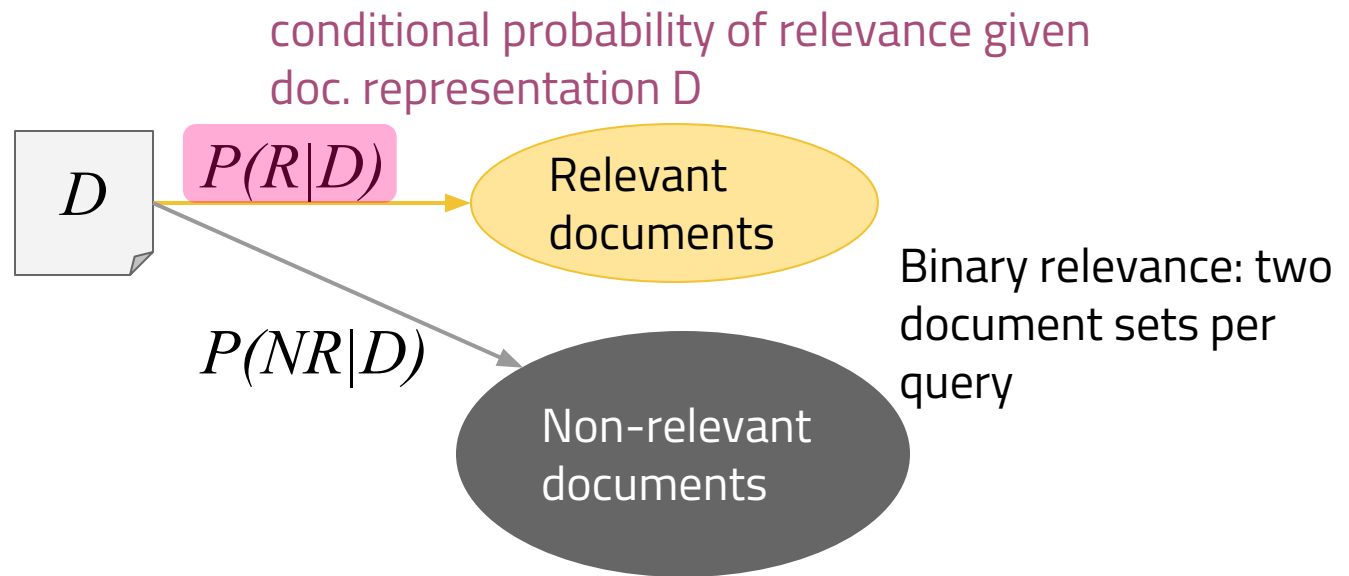 conditional probability of relevance given
doc. representation D
D
P(R|D)
Relevant
documents
Binary relevance: two
document sets per
query
P(NR|D)
Non-relevant
documents